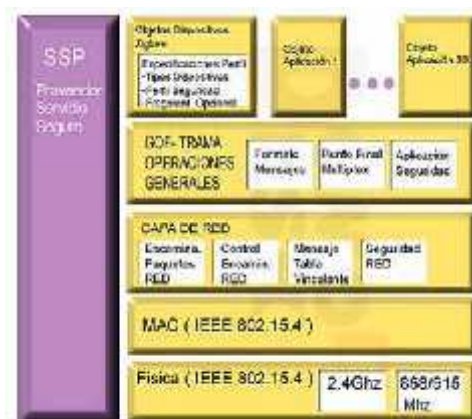 SSP
Proveedor
Servicio
Seguro
Objetos Dispositivos
Zigbee
Especificaciones Perfil
-Tipos Dispositivos
-Perfil Seguridad
Objeto
Aplicación 1
Objeto
Aplicación
GOF- TRAMA
OPERACIONES
GENERALES
Formato
Mensajes
Punto Final
Multiplex
Aplicación
Seguridad
CAPA DE RED
Encamina.
Paquetes
RED
Control
Encamin.
RED
Mensaje
Tabla
Vinculante
Seguridad
RED
MAC ( IEEE 802.15.4 )
Física ( IEEE 802.15.4 )
2.4Ghz
868/915
Mhz